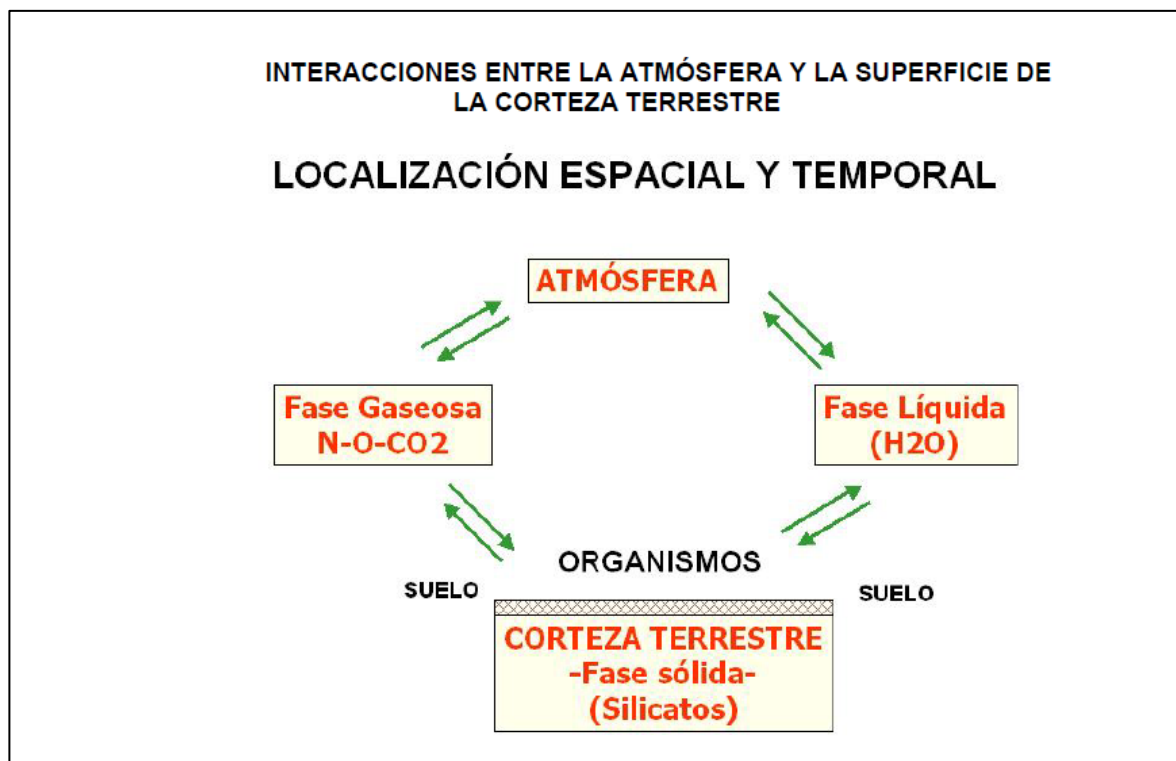 INTERACCIONES ENTRE LA ATMÓSFERA Y LA SUPERFICIE DE
LA CORTEZA TERRESTRE
LOCALIZACIÓN ESPACIAL Y TEMPORAL
ATMÓSFERA
Fase Gaseosa
N-O-CO2
Fase Líquida
(H2O)
ORGANISMOS
SUELO
SUELO
CORTEZA TERRESTRE
-Fase sólida-
(Silicatos)